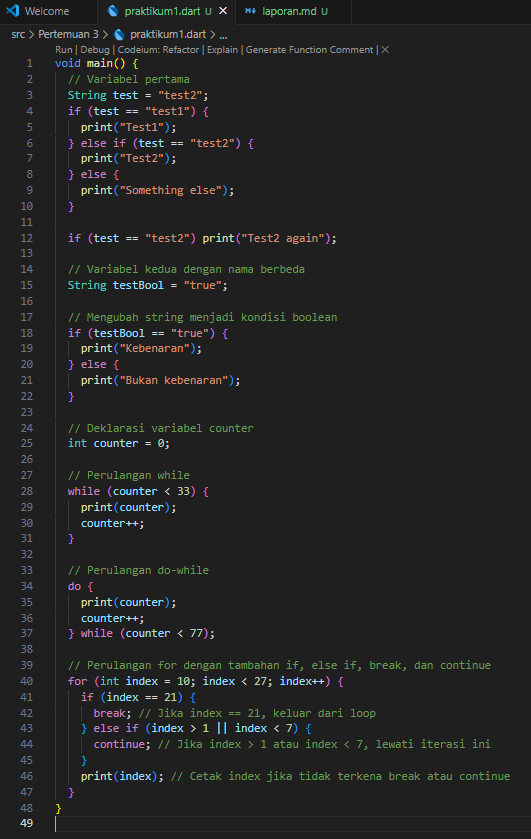 Welcome praktikum1.dart U × laporan.md U
src > Pertemuan 3 > praktikum1.dart > ...
Run | Debug | Codeium: Refactor | Explain | Generate Function Comment | ×
1 void main() {
2 // Variabel pertama
3 String test = "test2";
4 if (test == "test1") {
5 print("Test1");
6 } else if (test == "test2") {
7 print("Test2");
8 } else {
9 print("Something else");
10 }
11
12 if (test == "test2") print("Test2 again");
13
14 // Variabel kedua dengan nama berbeda
15 String testBool = "true";
16
17 // Mengubah string menjadi kondisi boolean
18 if (testBool == "true") {
19 print("Kebenaran");
20 } else {
21 print("Bukan kebenaran");
22 }
23
24 // Deklarasi variabel counter
25 int counter = 0;
26
27 // Perulangan while
28 while (counter < 33) {
29 print(counter);
30 counter++;
31 }
32
33 // Perulangan do-while
34 do {
35 print(counter);
36 counter++;
37 } while (counter < 77);
38
39 // Perulangan for dengan tambahan if, else if, break, dan continue
40 for (int index = 10; index < 27; index++) {
41 if (index == 21) {
42 break; // Jika index == 21, keluar dari loop
43 } else if (index > 1 || index < 7) {
44 continue; // Jika index > 1 atau index < 7, lewati iterasi ini
45 }
46 print(index); // Cetak index jika tidak terkena break atau continue
47 }
48 }
49